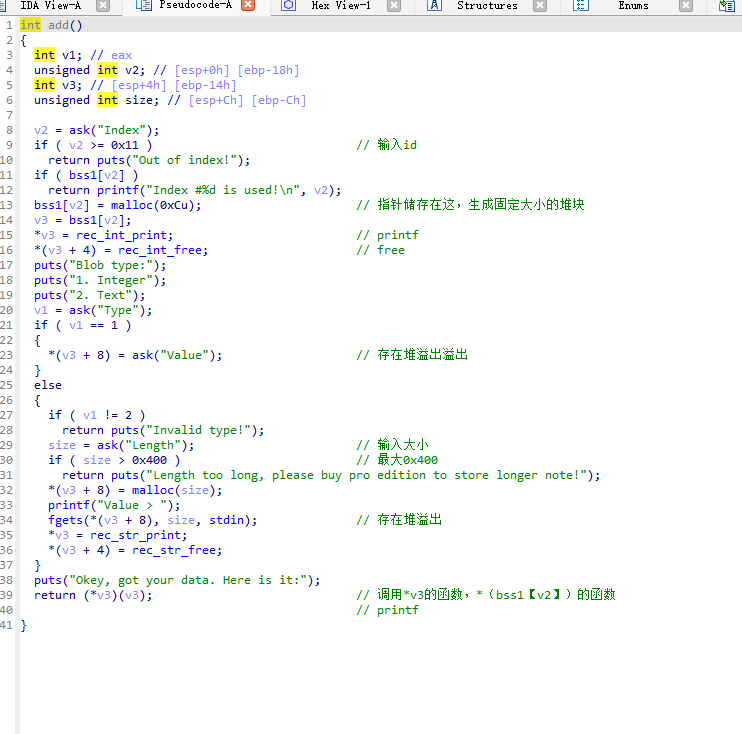 IDA View-A Pseudocode-A Hex View-1 Structures Enums
1 int add()
2 {
3 int v1; // eax
4 unsigned int v2; // [esp+0h] [ebp-18h]
5 int v3; // [esp+4h] [ebp-14h]
6 unsigned int size; // [esp+Ch] [ebp-Ch]
7
8 v2 = ask("Index");
9 if ( v2 >= 0x11 ) // 输入id
10 return puts("Out of index!");
11 if ( bss1[v2] )
12 return printf("Index #%d is used!\n", v2);
13 bss1[v2] = malloc(0xCu); // 指针储存在这，生成固定大小的堆块
14 v3 = bss1[v2];
15 *v3 = rec_int_print; // printf
16 *(v3 + 4) = rec_int_free; // free
17 puts("Blob type:");
18 puts("1. Integer");
19 puts("2. Text");
20 v1 = ask("Type");
21 if ( v1 == 1 )
22 {
23 *(v3 + 8) = ask("Value"); // 存在堆溢出溢出
24 }
25 else
26 {
27 if ( v1 != 2 )
28 return puts("Invalid type!");
29 size = ask("Length"); // 输入大小
30 if ( size > 0x400 ) // 最大0x400
31 return puts("Length too long, please buy pro edition to store longer note!");
32 *(v3 + 8) = malloc(size);
33 printf("Value > ");
34 fgets(*(v3 + 8), size, stdin); // 存在堆溢出
35 *v3 = rec_str_print;
36 *(v3 + 4) = rec_str_free;
37 }
38 puts("Okey, got your data. Here is it:");
39 return (*v3)(v3); // 调用*v3的函数，*（bss1【v2】）的函数
40 // printf
41 }